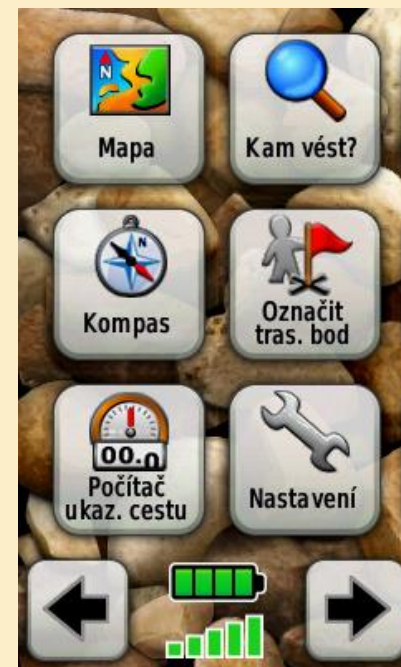 N
Mapa
Kam vést?
N
Kompas
Označit
tras. bod
00.0
Počítač
ukaz. cestu
Nastavení